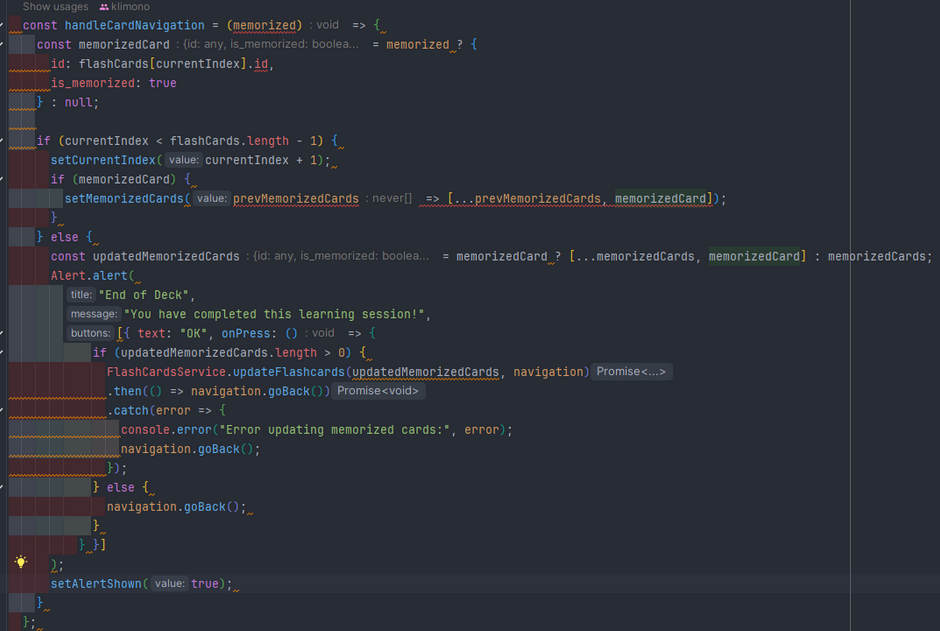 Show usages klimono
const handleCardNavigation = (memorized) : void => {
const memorizedCard : {id: any, is_memorized: boolea... = memorized ? {
id: flashCards[currentIndex].id,
is_memorized: true
} : null;
if (currentIndex < flashCards.length - 1) {
setCurrentIndex( value: currentIndex + 1);
if (memorizedCard) {
setMemorizedCards( value: prevMemorizedCards : never[] => [...prevMemorizedCards, memorizedCard]);
}
} else {
const updatedMemorizedCards : {id: any, is_memorized: boolea... = memorizedCard ? [...memorizedCards, memorizedCard] : memorizedCards;
Alert.alert(
title: "End of Deck",
message: "You have completed this learning session!",
buttons: [{ text: "OK", onPress: () : void => {
if (updatedMemorizedCards.length > 0) {
FlashCardsService.updateFlashcards(updatedMemorizedCards, navigation) Promise<...>
.then(() => navigation.goBack()) Promise<void>
.catch(error => {
console.error("Error updating memorized cards:", error);
navigation.goBack();
});
} else {
navigation.goBack();
}
} }]
);
setAlertShown( value: true);
}
};